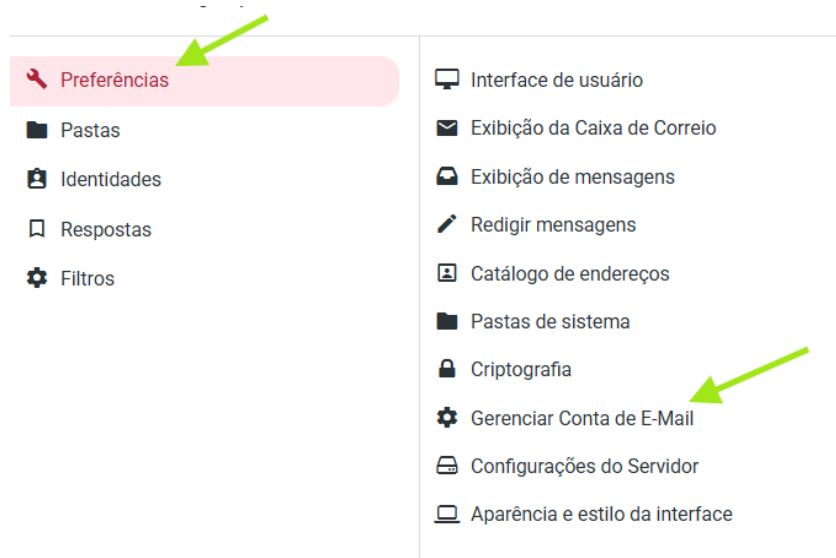 Preferências
Pastas
Identidades
Respostas
Filtros
Interface de usuário
Exibição da Caixa de Correio
Exibição de mensagens
Redigir mensagens
Catálogo de endereços
Pastas de sistema
Criptografia
Gerenciar Conta de E-Mail
Configurações do Servidor
Aparência e estilo da interface